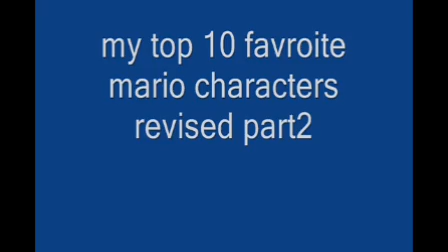 my top 10 favroite
mario characters
revised part2